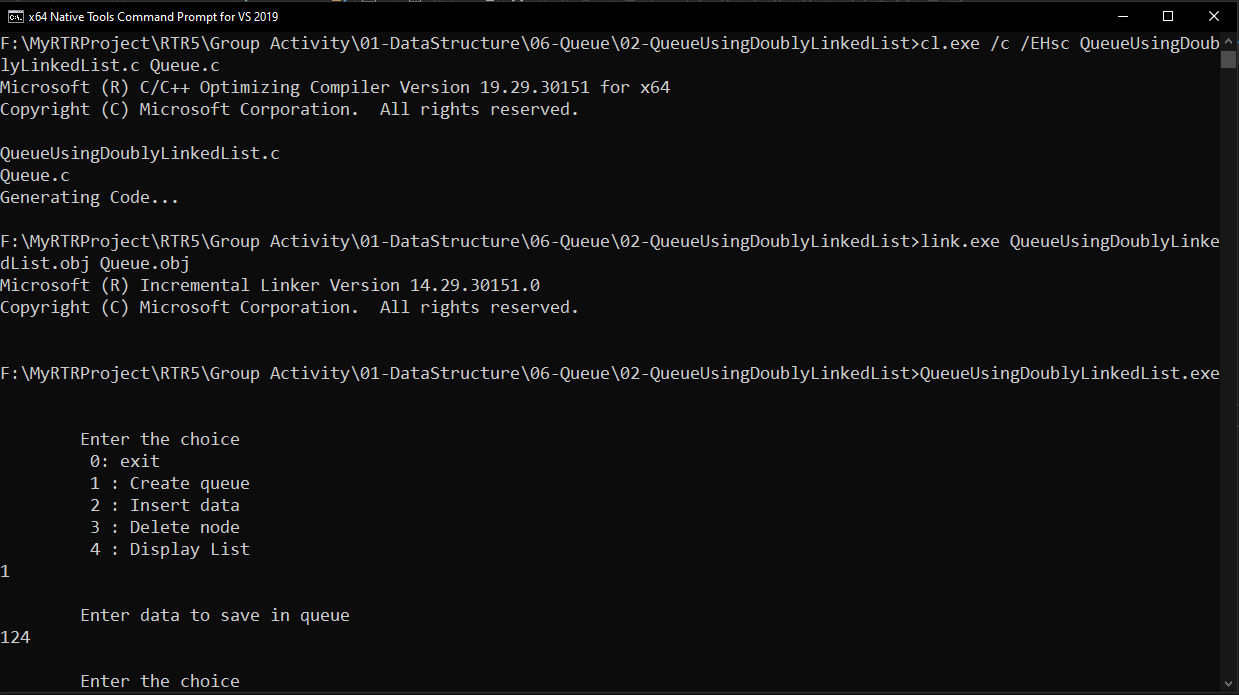 x64 Native Tools Command Prompt for VS 2019
F:\MyRTRProject\RTR5\Group Activity\01-DataStructure\06-Queue\02-QueueUsingDoublyLinkedList>cl.exe /c /EHsc QueueUsingDoub
lyLinkedList.c Queue.c
Microsoft (R) C/C++ Optimizing Compiler Version 19.29.30151 for x64
Copyright (C) Microsoft Corporation.  All rights reserved.
QueueUsingDoublyLinkedList.c
Queue.c
Generating Code...
F:\MyRTRProject\RTR5\Group Activity\01-DataStructure\06-Queue\02-QueueUsingDoublyLinkedList>link.exe QueueUsingDoublyLinke
dList.obj Queue.obj
Microsoft (R) Incremental Linker Version 14.29.30151.0
Copyright (C) Microsoft Corporation.  All rights reserved.
F:\MyRTRProject\RTR5\Group Activity\01-DataStructure\06-Queue\02-QueueUsingDoublyLinkedList>QueueUsingDoublyLinkedList.exe
Enter the choice
0: exit
1 : Create queue
2 : Insert data
3 : Delete node
4 : Display List
1
Enter data to save in queue
124
Enter the choice